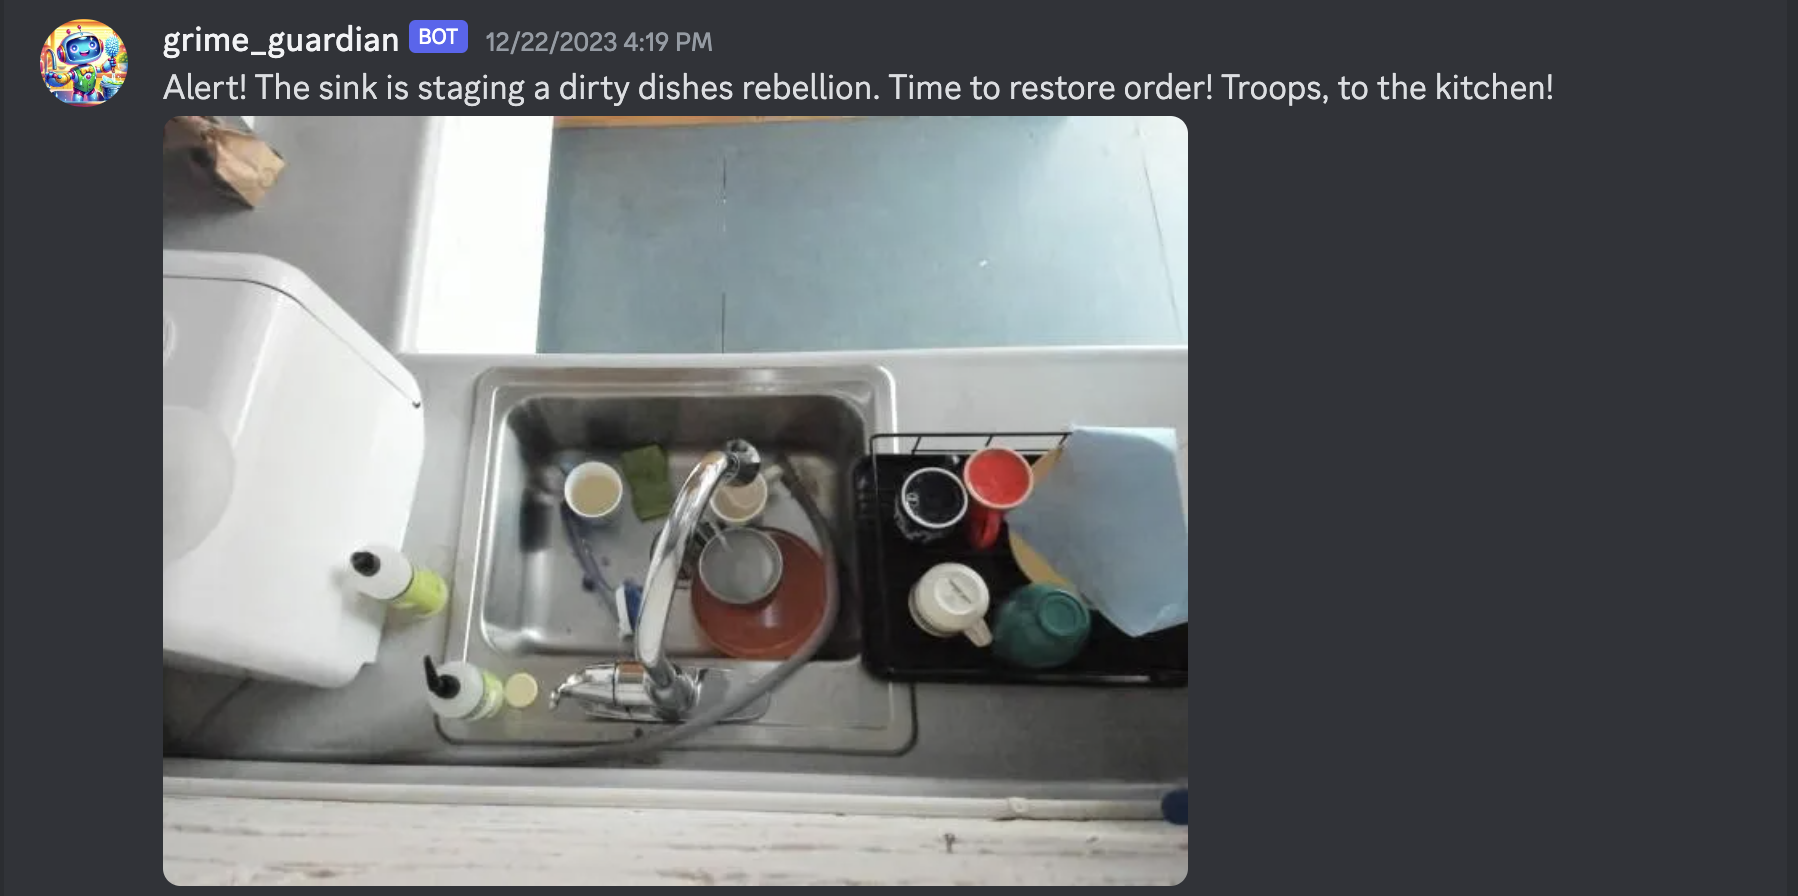 grime_guardian BOT 12/22/2023 4:19 PM
Alert! The sink is staging a dirty dishes rebellion. Time to restore order! Troops, to the kitchen!